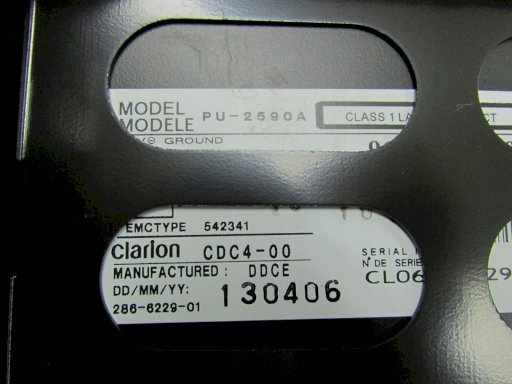 MODEL
MODELE PU-2590A
CLASS 1
GROUND
EMCTYPE 542341
clarion CDC4-00
MANUFACTURED: DDCE
DD/MM/YY: 130406
286-6229-01
SERIAL
N° DE SERIE
CL06
29